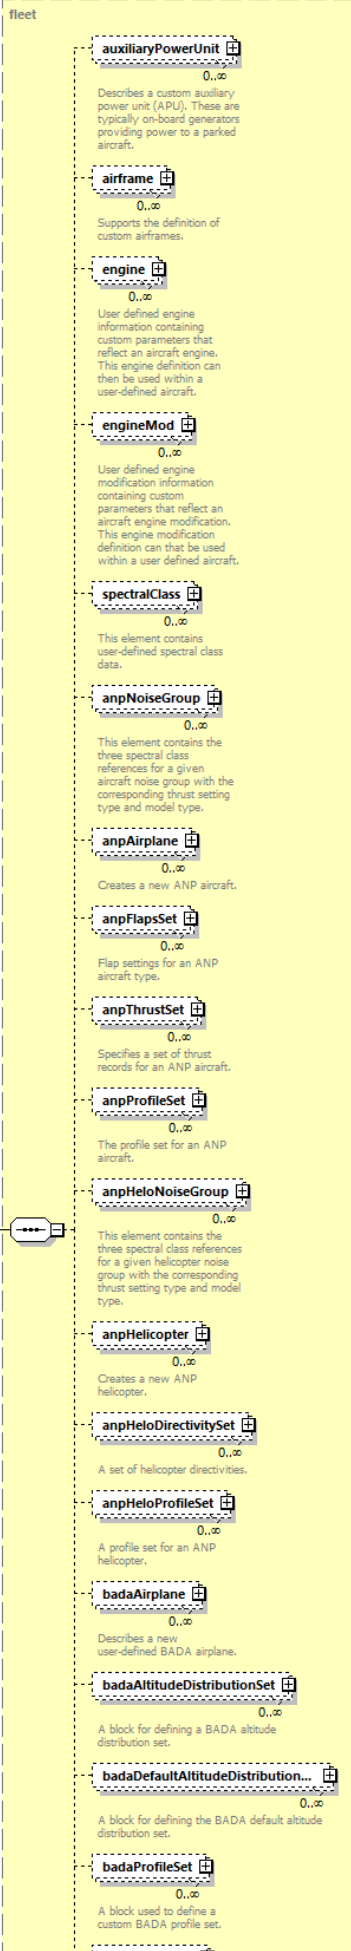 fleet
auxiliaryPowerUnit
0..∞
Describes a custom auxiliary
power unit (APU). These are
typically on-board generators
providing power to a parked
aircraft.
airframe
0..∞
Supports the definition of
custom airframes.
engine
0..∞
User defined engine
information containing
custom parameters that
reflect an aircraft engine.
This engine definition can
then be used within a
user-defined aircraft.
engineMod
0..∞
User defined engine
modification information
containing custom
parameters that reflect an
aircraft engine modification.
This engine modification
definition can that be used
within a user defined aircraft.
spectralClass
0..∞
This element contains
user-defined spectral class
data.
anpNoiseGroup
0..∞
This element contains the
three spectral class
references for a given
aircraft noise group with the
corresponding thrust setting
type and model type.
anpAirplane
0..∞
Creates a new ANP aircraft.
anpFlapsSet
0..∞
Flap settings for an ANP
aircraft type.
anpThrustSet
0..∞
Specifies a set of thrust
records for an ANP aircraft.
anpProfileSet
0..∞
The profile set for an ANP
aircraft.
anpHeloNoiseGroup
0..∞
This element contains the
three spectral class references
for a given helicopter noise
group with the corresponding
thrust setting type and model
type.
anpHelicopter
0..∞
Creates a new ANP
helicopter.
anpHeloDirectivitySet
0..∞
A set of helicopter directivities.
anpHeloProfileSet
0..∞
A profile set for an ANP
helicopter.
badaAirplane
0..∞
Describes a new
user-defined BADA airplane.
badaAltitudeDistributionSet
0..∞
A block for defining a BADA altitude
distribution set.
badaDefaultAltitudeDistribution...
0..∞
A block for defining the BADA default altitude
distribution set.
badaProfileSet
0..∞
A block used to define a
custom BADA profile set.